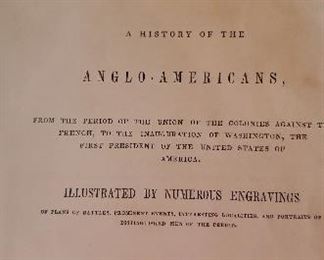 A HISTORY OF THE
ANGLO-AMERICANS,
FROM THE PERIOD OF THE UNION OF THE COLONIES AGAINST T
FRENCH, TO THE INAUGURATION OF WASHINGTON, THE
FIRST PRESIDENT OF THE UNITED STATES OF
AMERICA.
ILLUSTRATED BY NUMEROUS ENGRAVINGS
OF PLANS OF BATTLES, PROMINENT EVENTS, INTERESTING LOCALITIES, AND PORTRAITS OF
DISTINGUISHED MEN OF THE PERIOD.